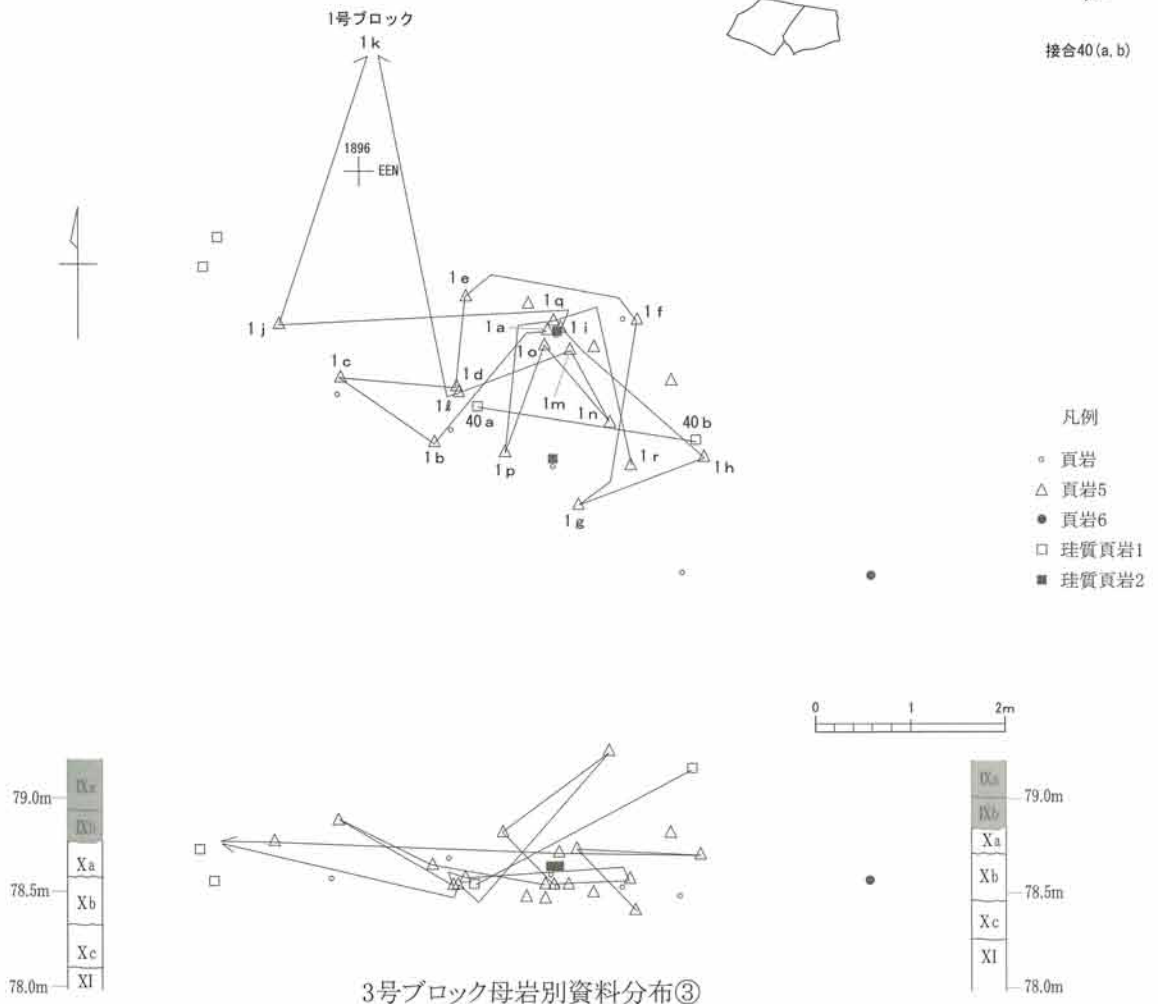 1号ブロック
1k
接合40(a,b)
1896
EEN
1e
1q
1f
1j
1a
1i
1o
1c
1d
1ℓ
1m
40a
1n
40b
1b
1p
1r
1h
1g
凡例
頁岩
頁岩5
頁岩6
珪質頁岩1
珪質頁岩2
0 1 2m
79.0m
78.5m
78.0m
IXa
IXb
Xa
Xb
Xc
XI
IXa
IXb
Xa
Xb
Xc
XI
79.0m
78.5m
78.0m
3号ブロック母岩別資料分布③